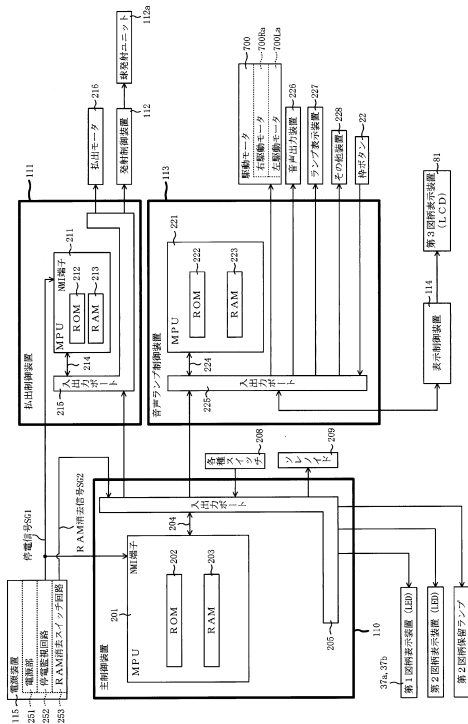 115
電源装置
251
電源部
252
停電監視回路
253
RAM消去スイッチ回路
停電信号SG1
RAM消去信号SG2
主制御装置
110
201
MPU
NMI端子
ROM
202
RAM
203
204
入出力ポート
205
各種スイッチ
208
ソレノイド
209
37a,37b
第1図柄表示装置(LED)
第2図柄表示装置(LED)
第2図柄保留ランプ
払出制御装置
111
211
MPU
NMI端子
ROM
212
RAM
213
214
入出力ポート
215
払出モータ
216
発射制御装置
112
球発射ユニット
112a
音声ランプ制御装置
113
221
MPU
ROM
222
RAM
223
224
入出力ポート
225
駆動モータ
700
右駆動モータ
700Ra
左駆動モータ
700La
音声出力装置
226
ランプ表示装置
227
その他装置
228
枠ボタン
22
表示制御装置
114
第3図柄表示装置
(LCD)
81